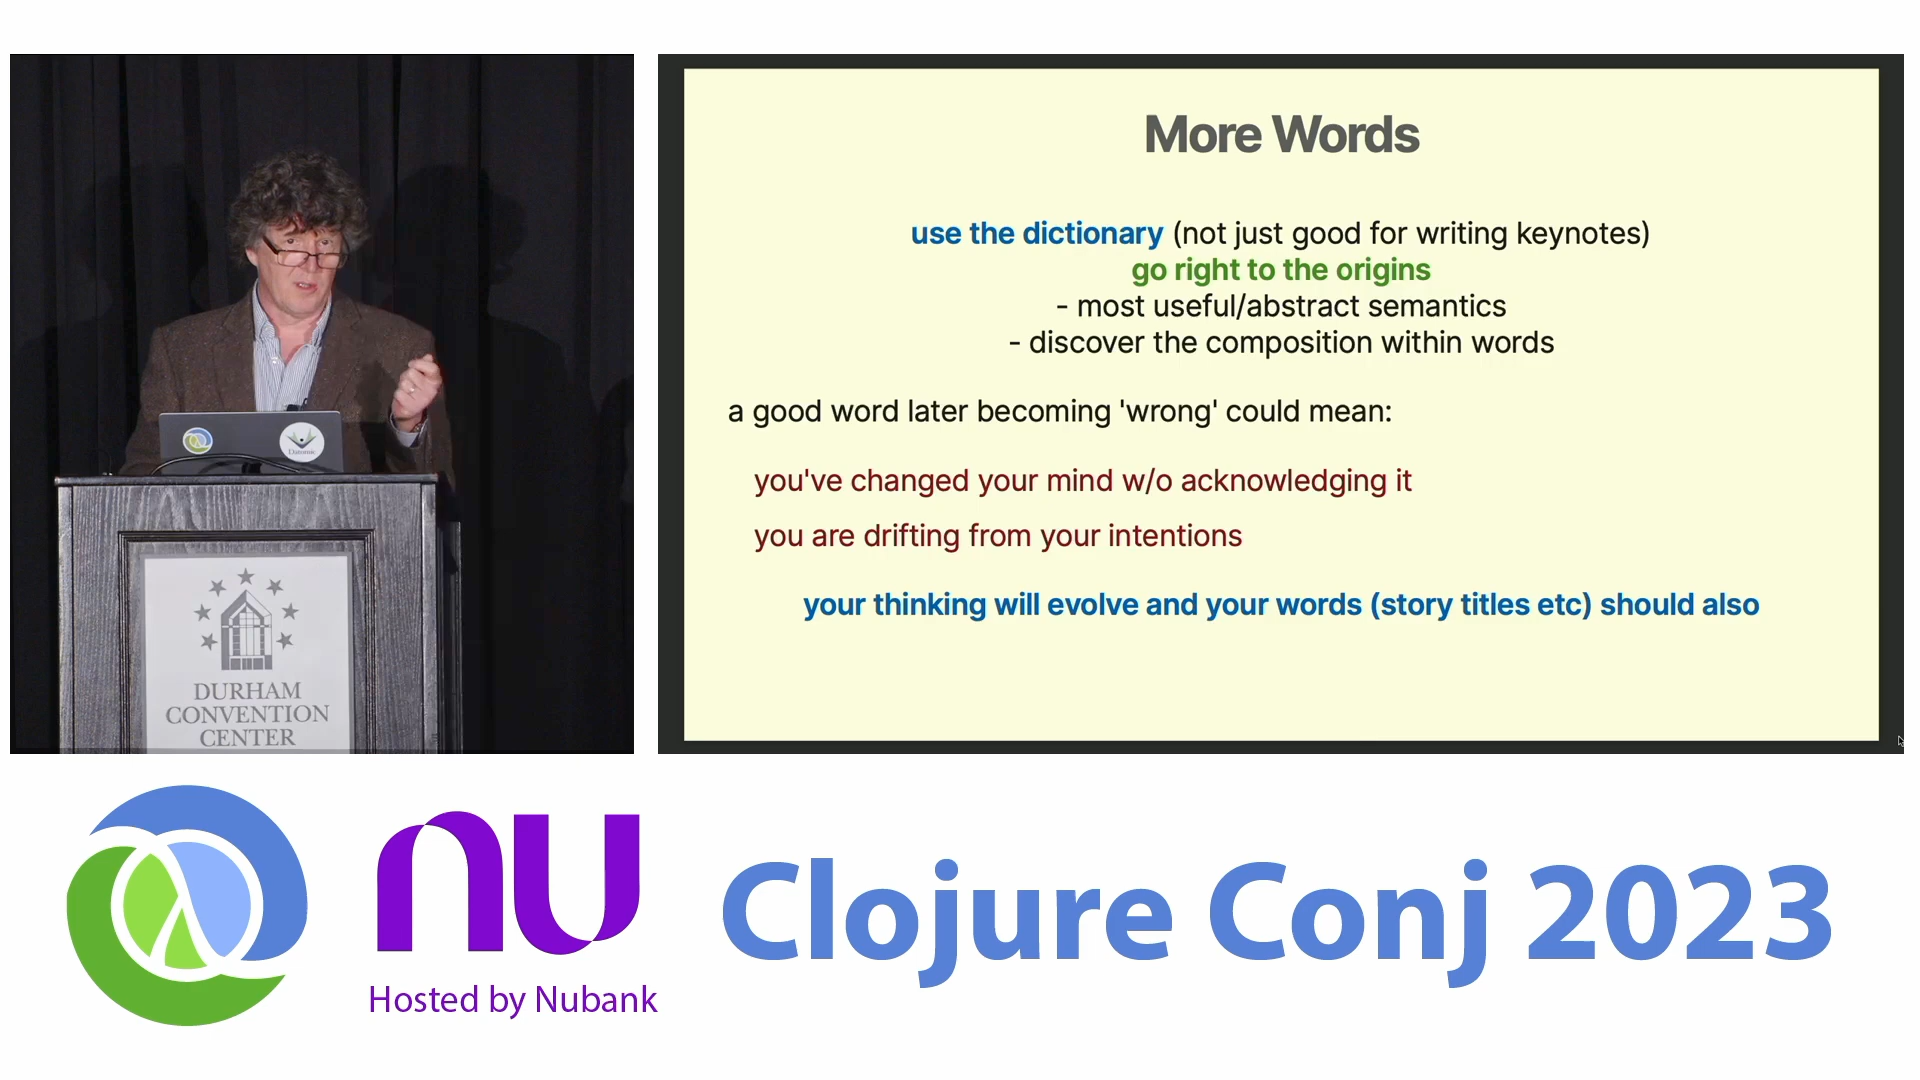 More Words
use the dictionary (not just good for writing keynotes)
go right to the origins
- most useful/abstract semantics
- discover the composition within words
a good word later becoming 'wrong' could mean:
you've changed your mind w/o acknowledging it
you are drifting from your intentions
your thinking will evolve and your words (story titles etc) should also
Datomic
DURHAM
CONVENTION
CENTER
nu
Hosted by Nubank
Clojure Conj 2023